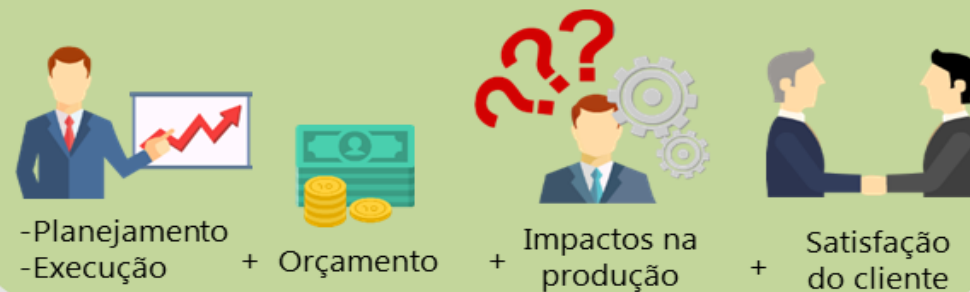 ???
-Planejamento
-Execução
+ Orçamento
+ Impactos na
produção
+ Satisfação
do cliente